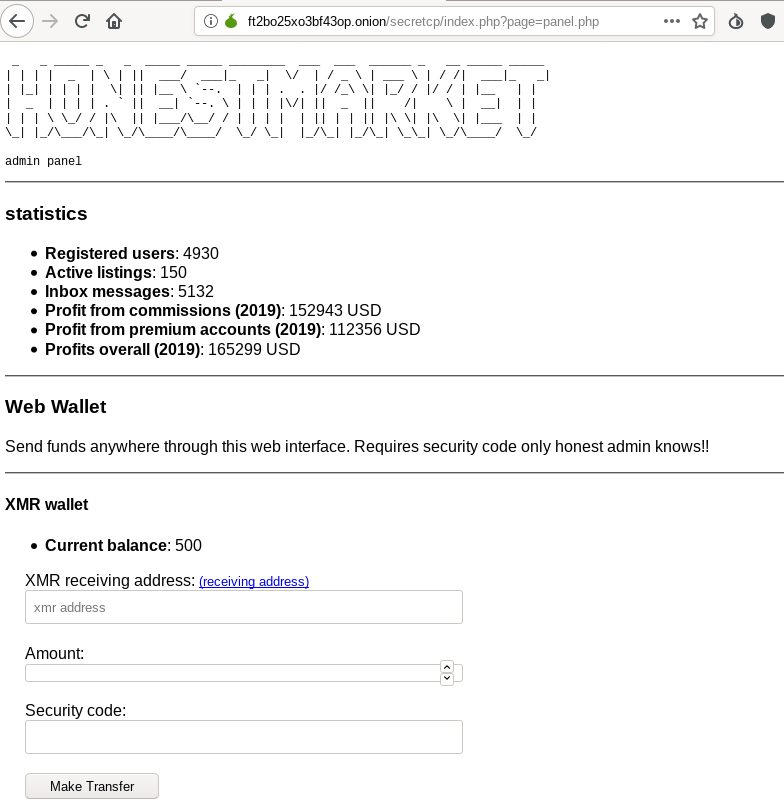 ft2bo25xo3bf43op.onion/secretcp/index.php?page=panel.php
HONESTMARKET
admin panel
statistics
Registered users: 4930
Active listings: 150
Inbox messages: 5132
Profit from commissions (2019): 152943 USD
Profit from premium accounts (2019): 112356 USD
Profits overall (2019): 165299 USD
Web Wallet
Send funds anywhere through this web interface. Requires security code only honest admin knows!!
XMR wallet
Current balance: 500
XMR receiving address: (receiving address)
xmr address
Amount:
Security code:
Make Transfer